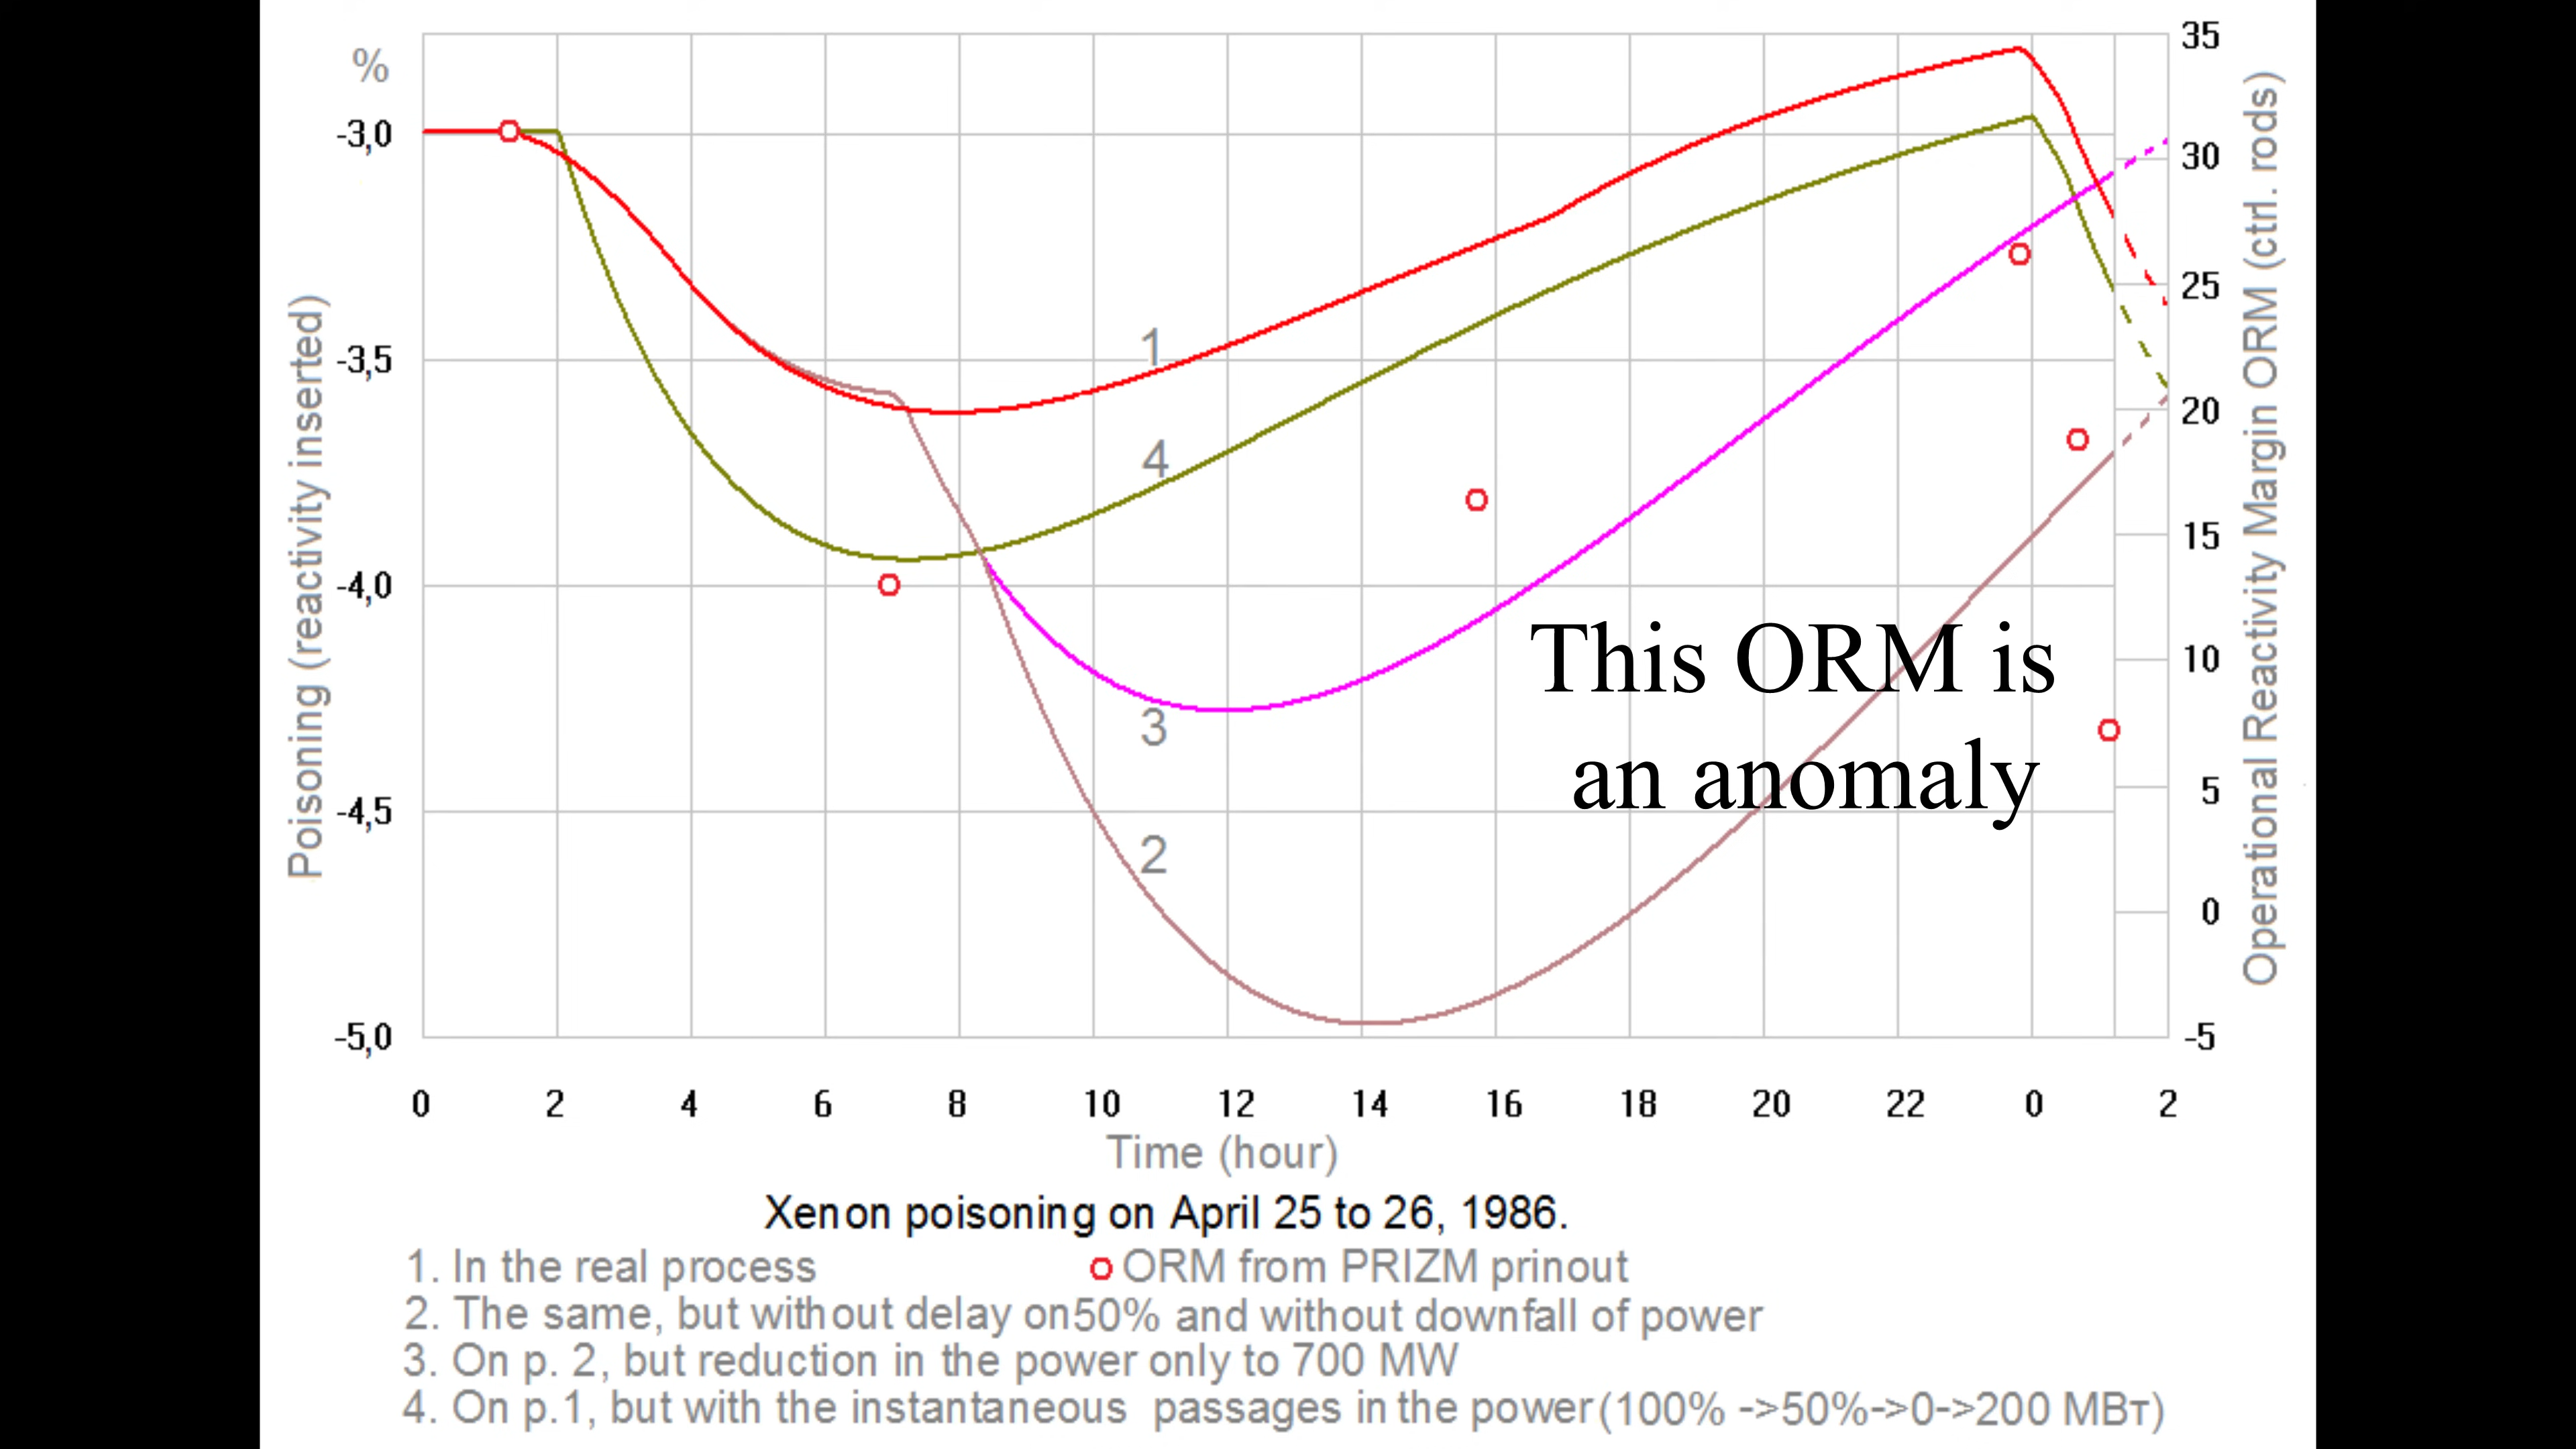 %
35
-3,0
30
-3,5
25
20
-4,0
15
10
-4,5
5
0
-5,0
-5
Poisoning (reactivity inserted)
Operational Reactivity Margin ORM (ctrl. rods)
1
4
3
2
This ORM is
an anomaly
0 2 4 6 8 10 12 14 16 18 20 22 0 2
Time (hour)
Xenon poisoning on April 25 to 26, 1986.
1. In the real process
ORM from PRIZM prinout
2. The same, but without delay on50% and without downfall of power
3. On p. 2, but reduction in the power only to 700 MW
4. On p.1, but with the instantaneous passages in the power(100% ->50%->0->200 МВт)